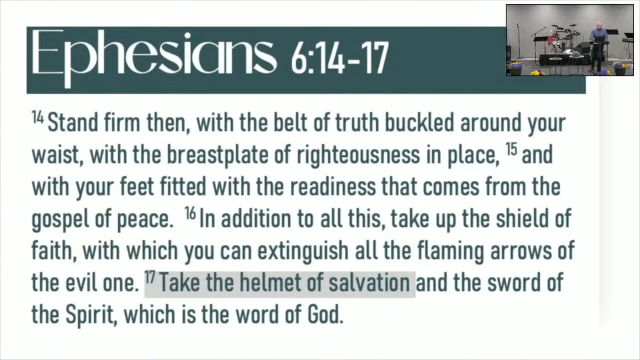 Ephesians 6:14-17
14 Stand firm then, with the belt of truth buckled around your
waist, with the breastplate of righteousness in place, 15 and
with your feet fitted with the readiness that comes from the
gospel of peace. 16 In addition to all this, take up the shield of
faith, with which you can extinguish all the flaming arrows of
the evil one. 17 Take the helmet of salvation and the sword of
the Spirit, which is the word of God.